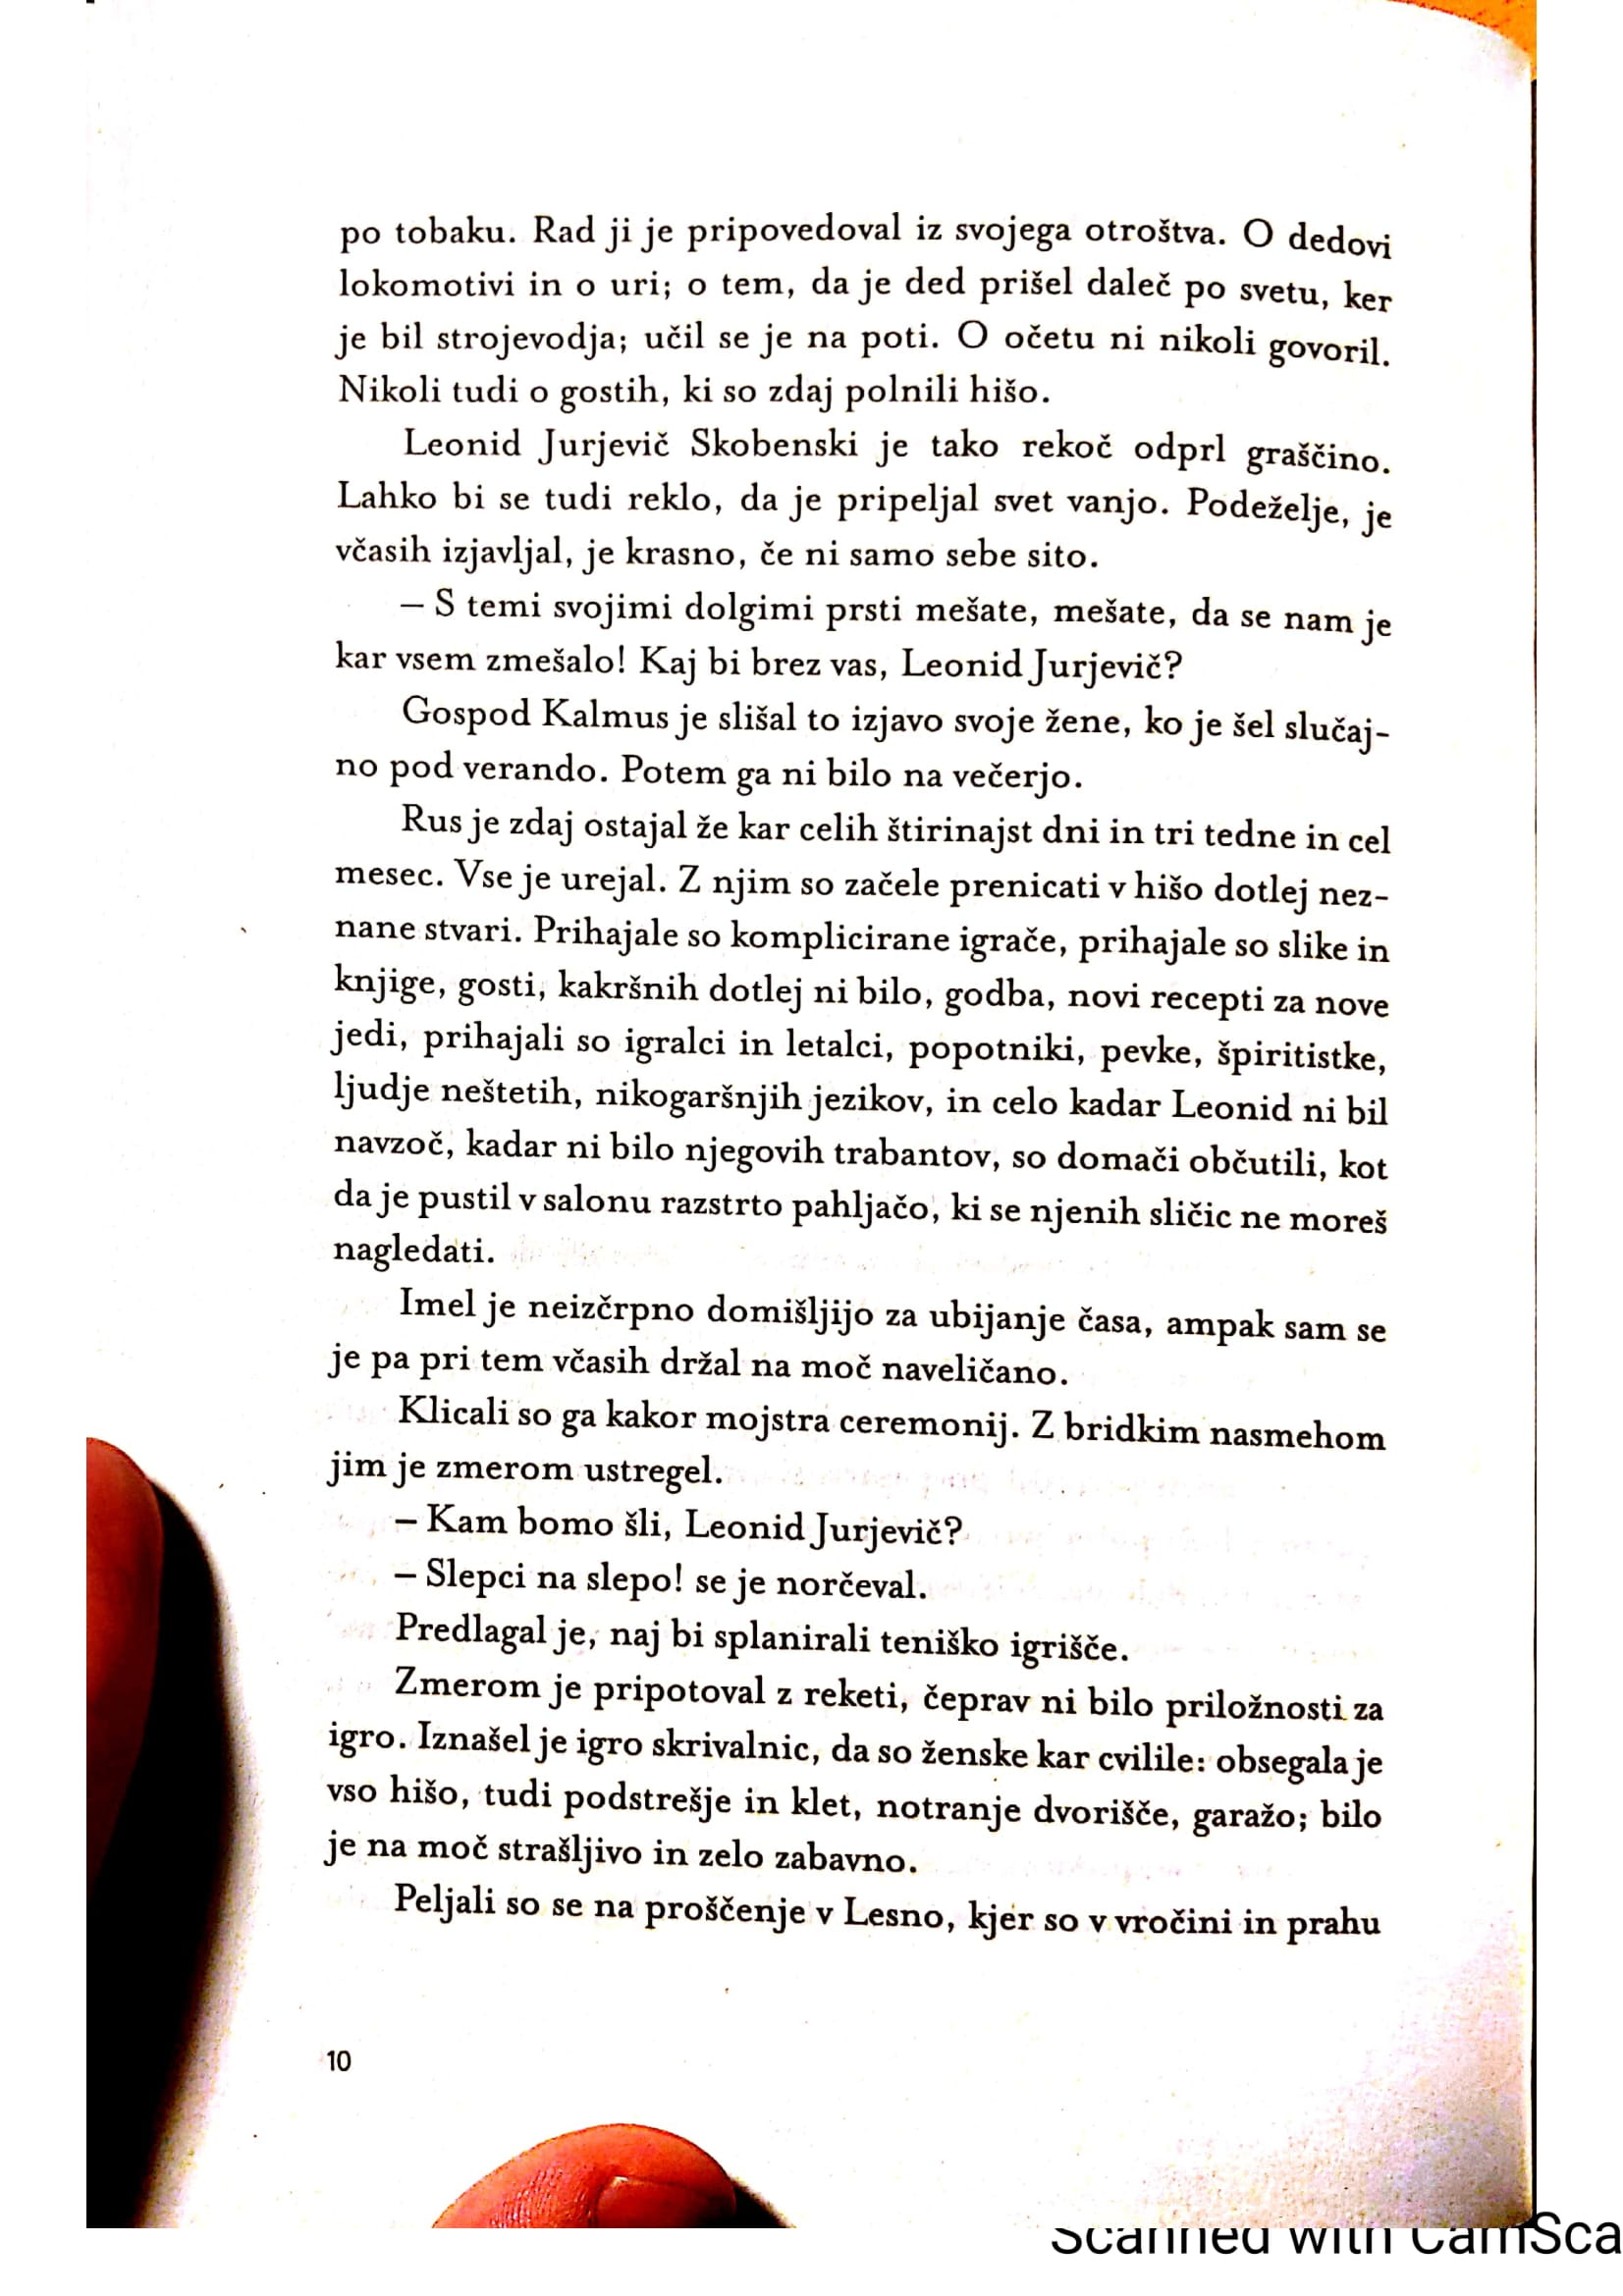 po tobaku. Rad ji je pripovedoval iz svojega otroštva. O dedovi
lokomotivi in o uri; o tem, da je ded prišel daleč po svetu, ker
je bil strojevodja; učil se je na poti. O očetu ni nikoli govoril.
Nikoli tudi o gostih, ki so zdaj polnili hišo.
Leonid Jurjevič Skobenski je tako rekoč odprl graščino.
Lahko bi se tudi reklo, da je pripeljal svet vanjo. Podeželje, je
včasih izjavljal, je krasno, če ni samo sebe sito.
– S temi svojimi dolgimi prsti mešate, mešate, da se nam je
kar vsem zmešalo! Kaj bi brez vas, Leonid Jurjevič?
Gospod Kalmus je slišal to izjavo svoje žene, ko je šel slučaj-
no pod verando. Potem ga ni bilo na večerjo.
Rus je zdaj ostajal že kar celih štirinajst dni in tri tedne in cel
mesec. Vse je urejal. Z njim so začele prenicati v hišo dotlej nez-
nane stvari. Prihajale so komplicirane igrače, prihajale so slike in
knjige, gosti, kakršnih dotlej ni bilo, godba, novi recepti za nove
jedi, prihajali so igralci in letalci, popotniki, pevke, špiritistke,
ljudje neštetih, nikogaršnjih jezikov, in celo kadar Leonid ni bil
navzoč, kadar ni bilo njegovih trabantov, so domači občutili, kot
da je pustil v salonu razstrto pahljačo, ki se njenih sličic ne moreš
nagledati.
Imel je neizčrpno domišljijo za ubijanje časa, ampak sam se
je pa pri tem včasih držal na moč naveličano.
Klicali so ga kakor mojstra ceremonij. Z bridkim nasmehom
jim je zmerom ustregel.
– Kam bomo šli, Leonid Jurjevič?
– Slepci na slepo! se je norčeval.
Predlagal je, naj bi splanirali teniško igrišče.
Zmerom je pripotoval z reketi, čeprav ni bilo priložnosti za
igro. Iznašel je igro skrivalnic, da so ženske kar cvilile: obsegala je
vso hišo, tudi podstrešje in klet, notranje dvorišče, garažo; bilo
je na moč strašljivo in zelo zabavno.
Peljali so se na proščenje v Lesno, kjer so v vročini in prahu
10
Scanned with CamSca